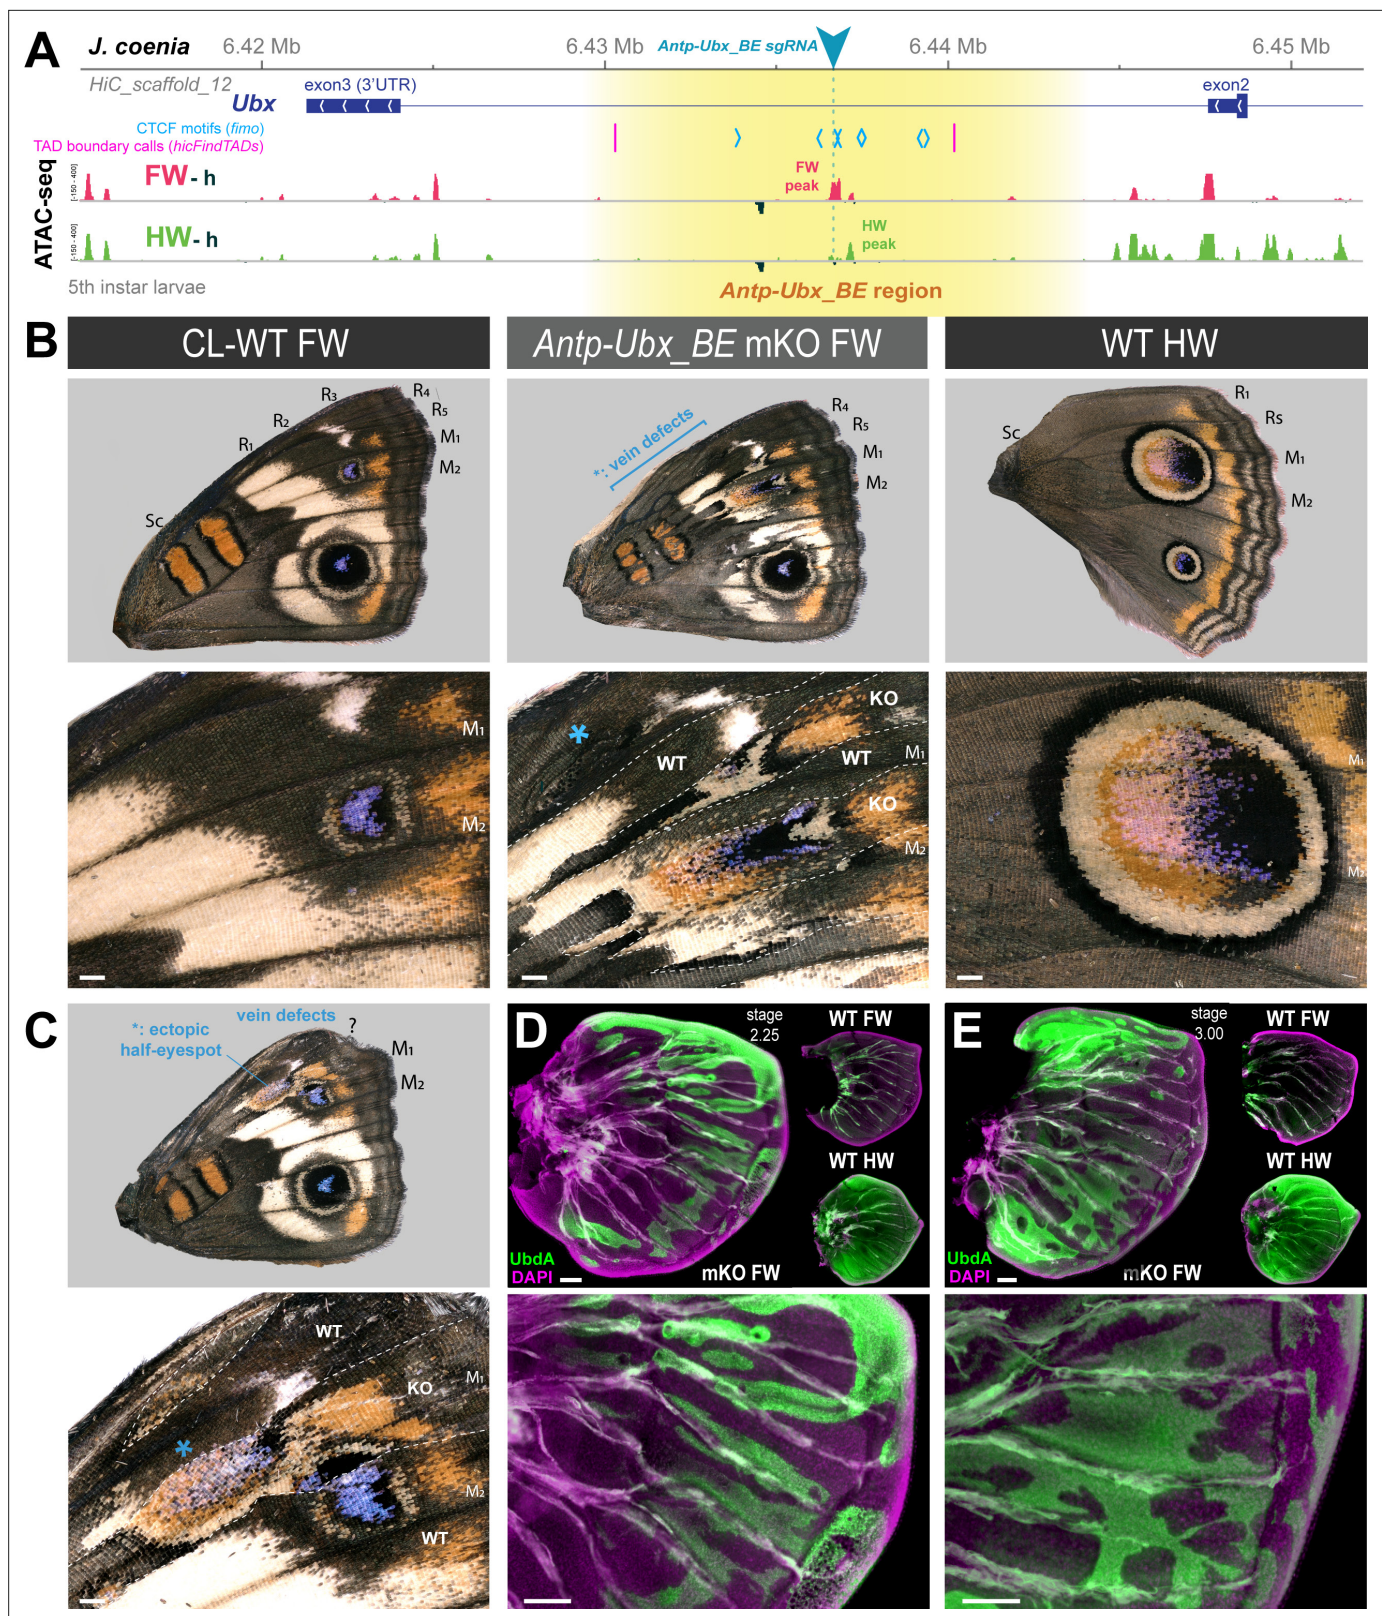 A
J. coenia
6.42 Mb
6.43 Mb
Antp-Ubx_BE sgRNA
6.44 Mb
6.45 Mb
HiC_scaffold_12
Ubx
exon3 (3'UTR)
exon2
CTCF motifs (fimo)
TAD boundary calls (hicFindTADs)
ATAC-seq
[-150 - 400]
FW - h
FW peak
[-150 - 400]
HW - h
HW peak
5th instar larvae
Antp-Ubx_BE region
B
CL-WT FW
Antp-Ubx_BE mKO FW
WT HW
Sc
R1
R2
R3
R4
R5
M1
M2
*: vein defects
R4
R5
M1
M2
Sc
R1
Rs
M1
M2
M1
M2
*
WT
KO
WT
M1
KO
M2
M1
M2
C
vein defects
?
*: ectopic
half-eyespot
M1
M2
WT
KO
M1
*
M2
WT
D
stage
2.25
WT FW
WT HW
UbdA
DAPI
mKO FW
E
stage
3.00
WT FW
WT HW
UbdA
DAPI
mKO FW